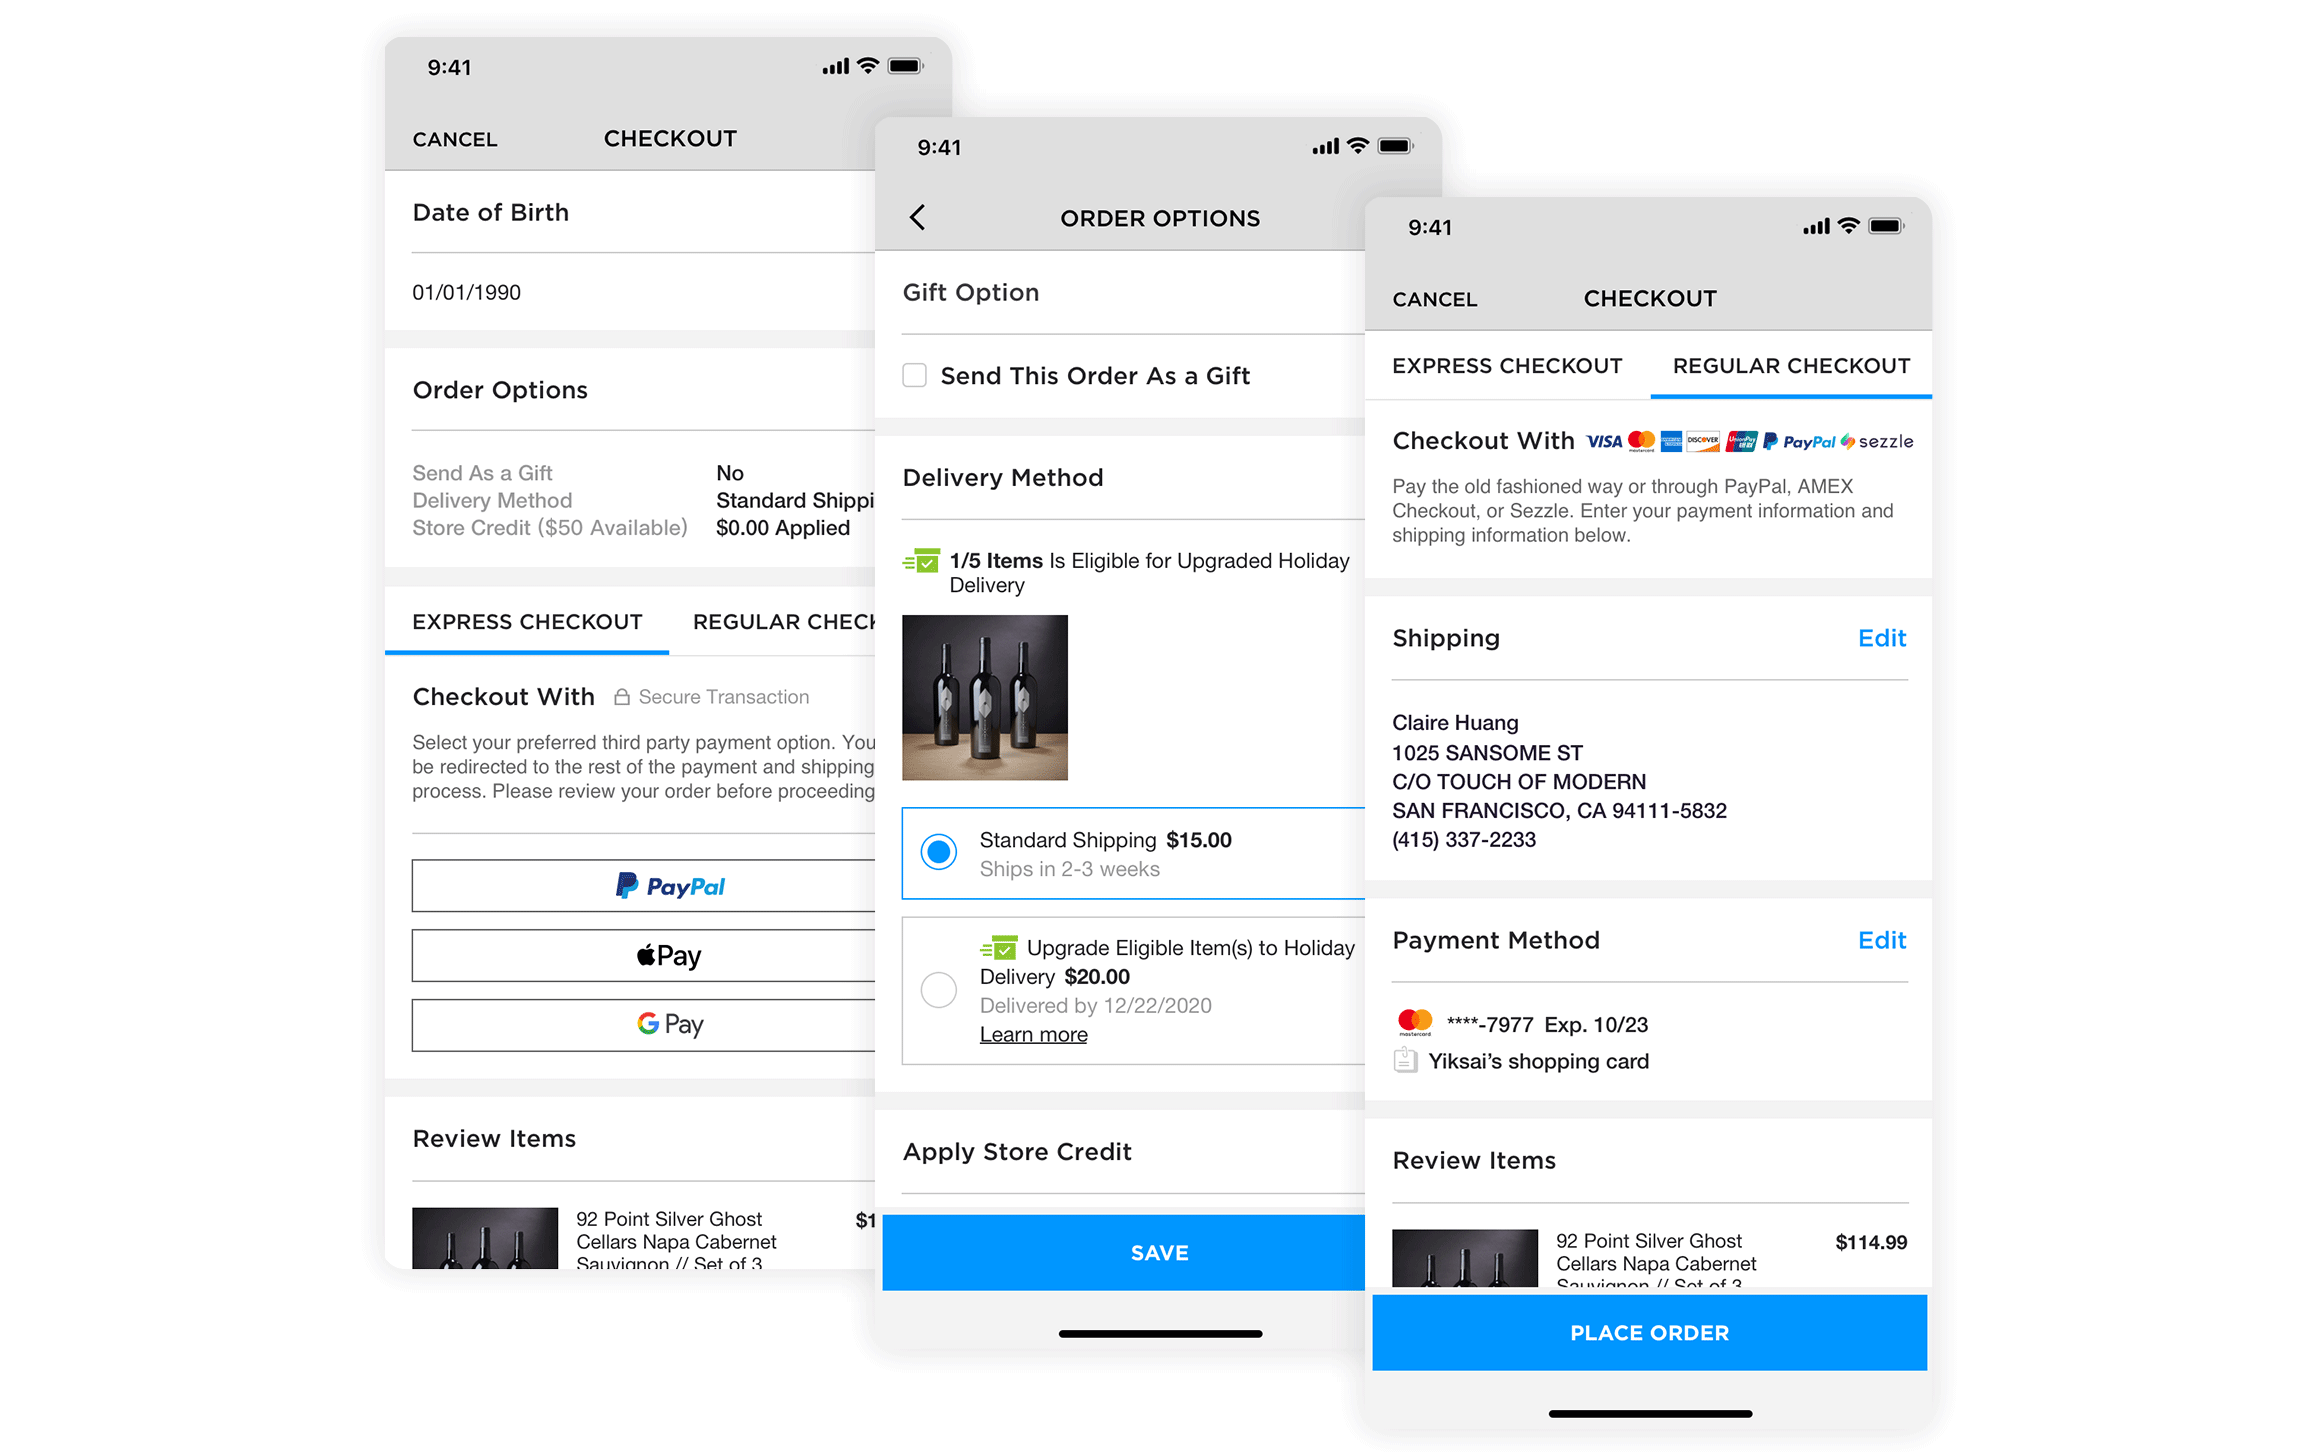 9:41
CANCEL
CHECKOUT
Date of Birth
01/01/1990
Order Options
Send As a Gift No
Delivery Method Standard Shippi
Store Credit ($50 Available) $0.00 Applied
EXPRESS CHECKOUT REGULAR CHECK
Checkout With Secure Transaction
Select your preferred third party payment option. You
be redirected to the rest of the payment and shipping
process. Please review your order before proceeding
PayPal
Pay
G Pay
Review Items
92 Point Silver Ghost $1
Cellars Napa Cabernet
Sauvignon // Set of 3
9:41
ORDER OPTIONS
Gift Option
Send This Order As a Gift
Delivery Method
1/5 Items Is Eligible for Upgraded Holiday
Delivery
Standard Shipping $15.00
Ships in 2-3 weeks
Upgrade Eligible Item(s) to Holiday
Delivery $20.00
Delivered by 12/22/2020
Learn more
Apply Store Credit
SAVE
9:41
CANCEL
CHECKOUT
EXPRESS CHECKOUT REGULAR CHECKOUT
Checkout With VISA mastercard DISCOVER UnionPay PayPal sezzle
Pay the old fashioned way or through PayPal, AMEX
Checkout, or Sezzle. Enter your payment information and
shipping information below.
Shipping Edit
Claire Huang
1025 SANSOME ST
C/O TOUCH OF MODERN
SAN FRANCISCO, CA 94111-5832
(415) 337-2233
Payment Method Edit
mastercard ****-7977 Exp. 10/23
Yiksai’s shopping card
Review Items
92 Point Silver Ghost $114.99
Cellars Napa Cabernet
Sauvignon // Set of 3
PLACE ORDER